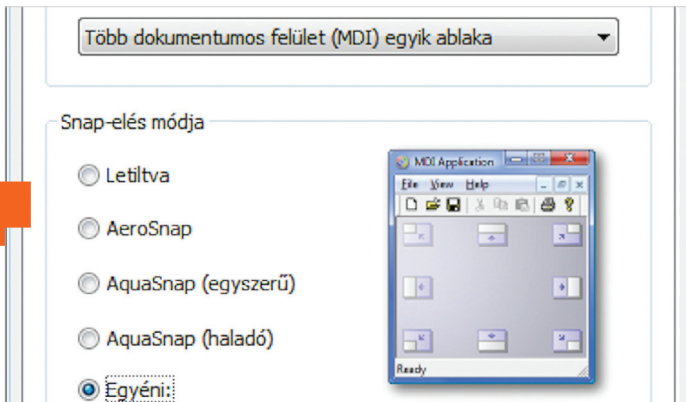 Több dokumentumos felület (MDI) egyik ablaka
Snap-elés módja
Letiltva
AeroSnap
AquaSnap (egyszerű)
AquaSnap (haladó)
Egyéni:
MDI Application
File View Help
Ready